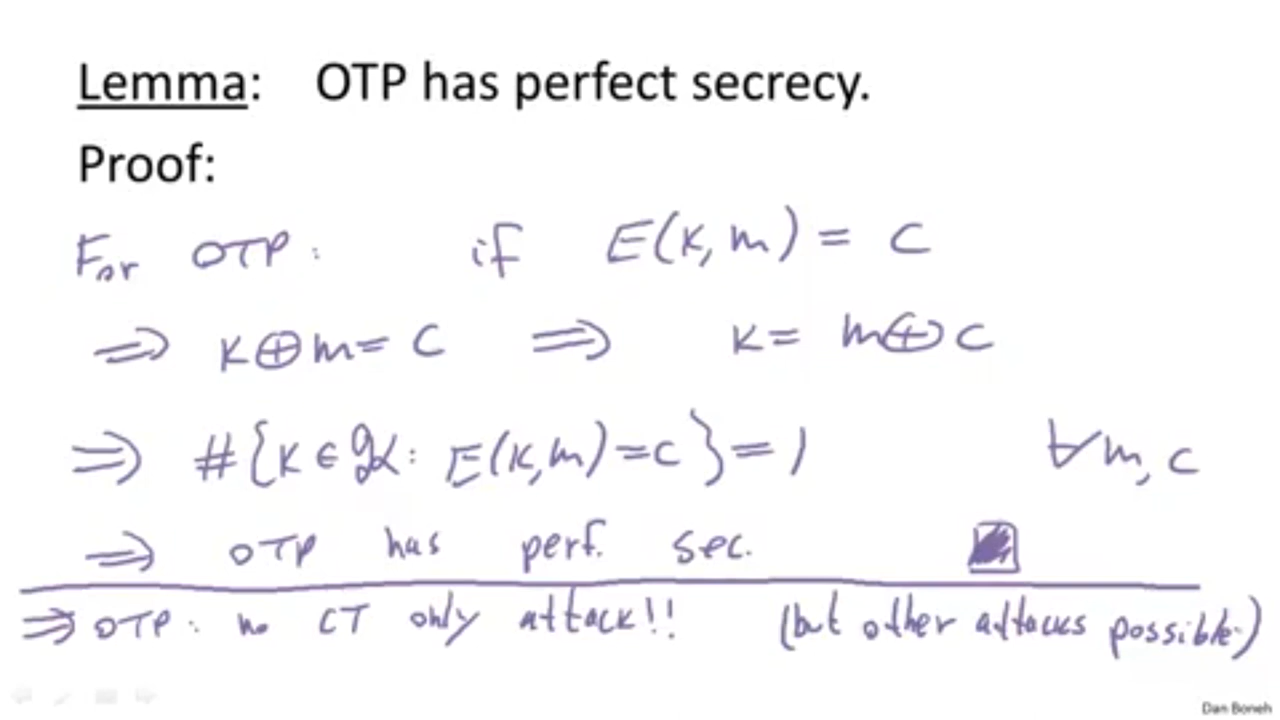 Lemma: OTP has perfect secrecy.
Proof:
For OTP: if E(k,m) = c
⇒ k⊕m = c ⇒ k = m⊕c
⇒ #{k∈𝒦: E(k,m)=c} = 1 ∀m, c
⇒ OTP has perf. sec.
⇒ OTP: no CT only attack!! (but other attacks possible.)
Dan Boneh